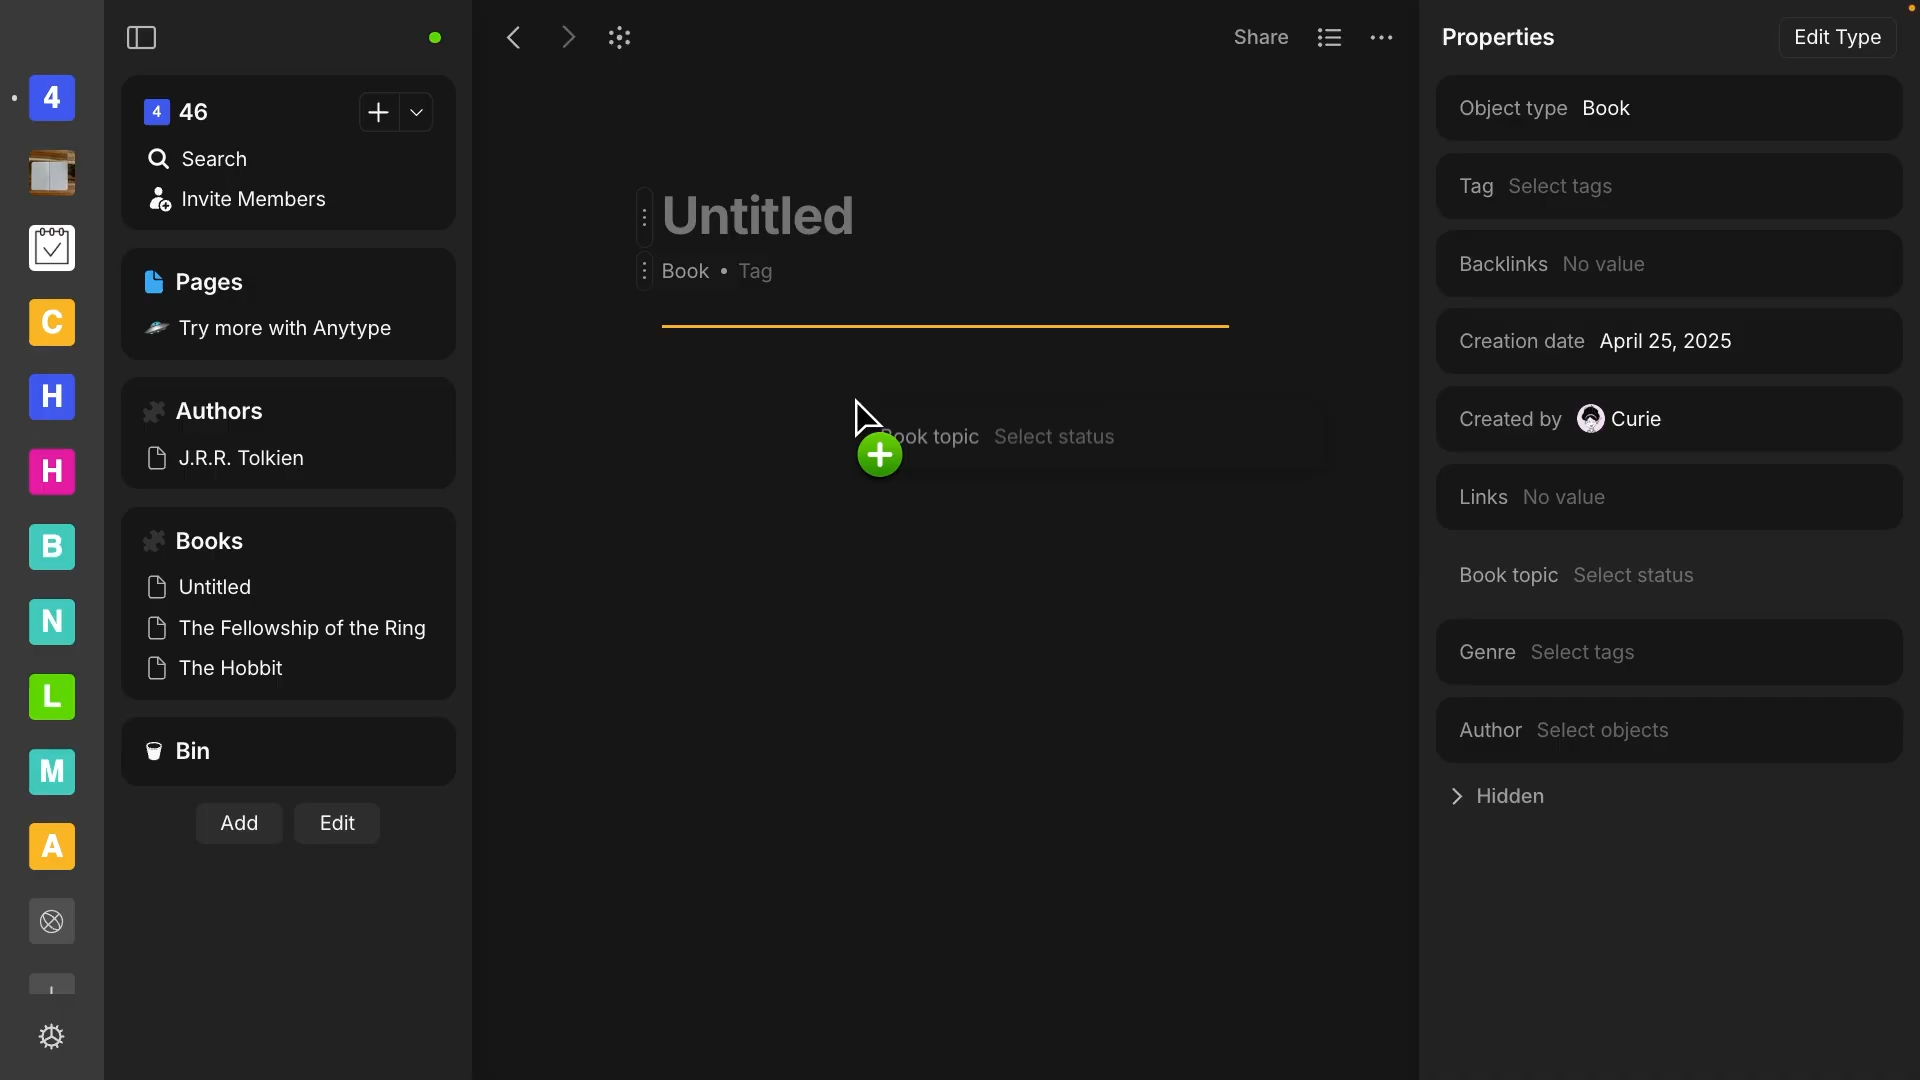 4
C
H
H
B
N
L
M
A
4 46
Search
Invite Members
Pages
Try more with Anytype
Authors
J.R.R. Tolkien
Books
Untitled
The Fellowship of the Ring
The Hobbit
Bin
Add Edit
Share
Untitled
Book • Tag
Book topic Select status
Properties Edit Type
Object type Book
Tag Select tags
Backlinks No value
Creation date April 25, 2025
Created by Curie
Links No value
Book topic Select status
Genre Select tags
Author Select objects
Hidden